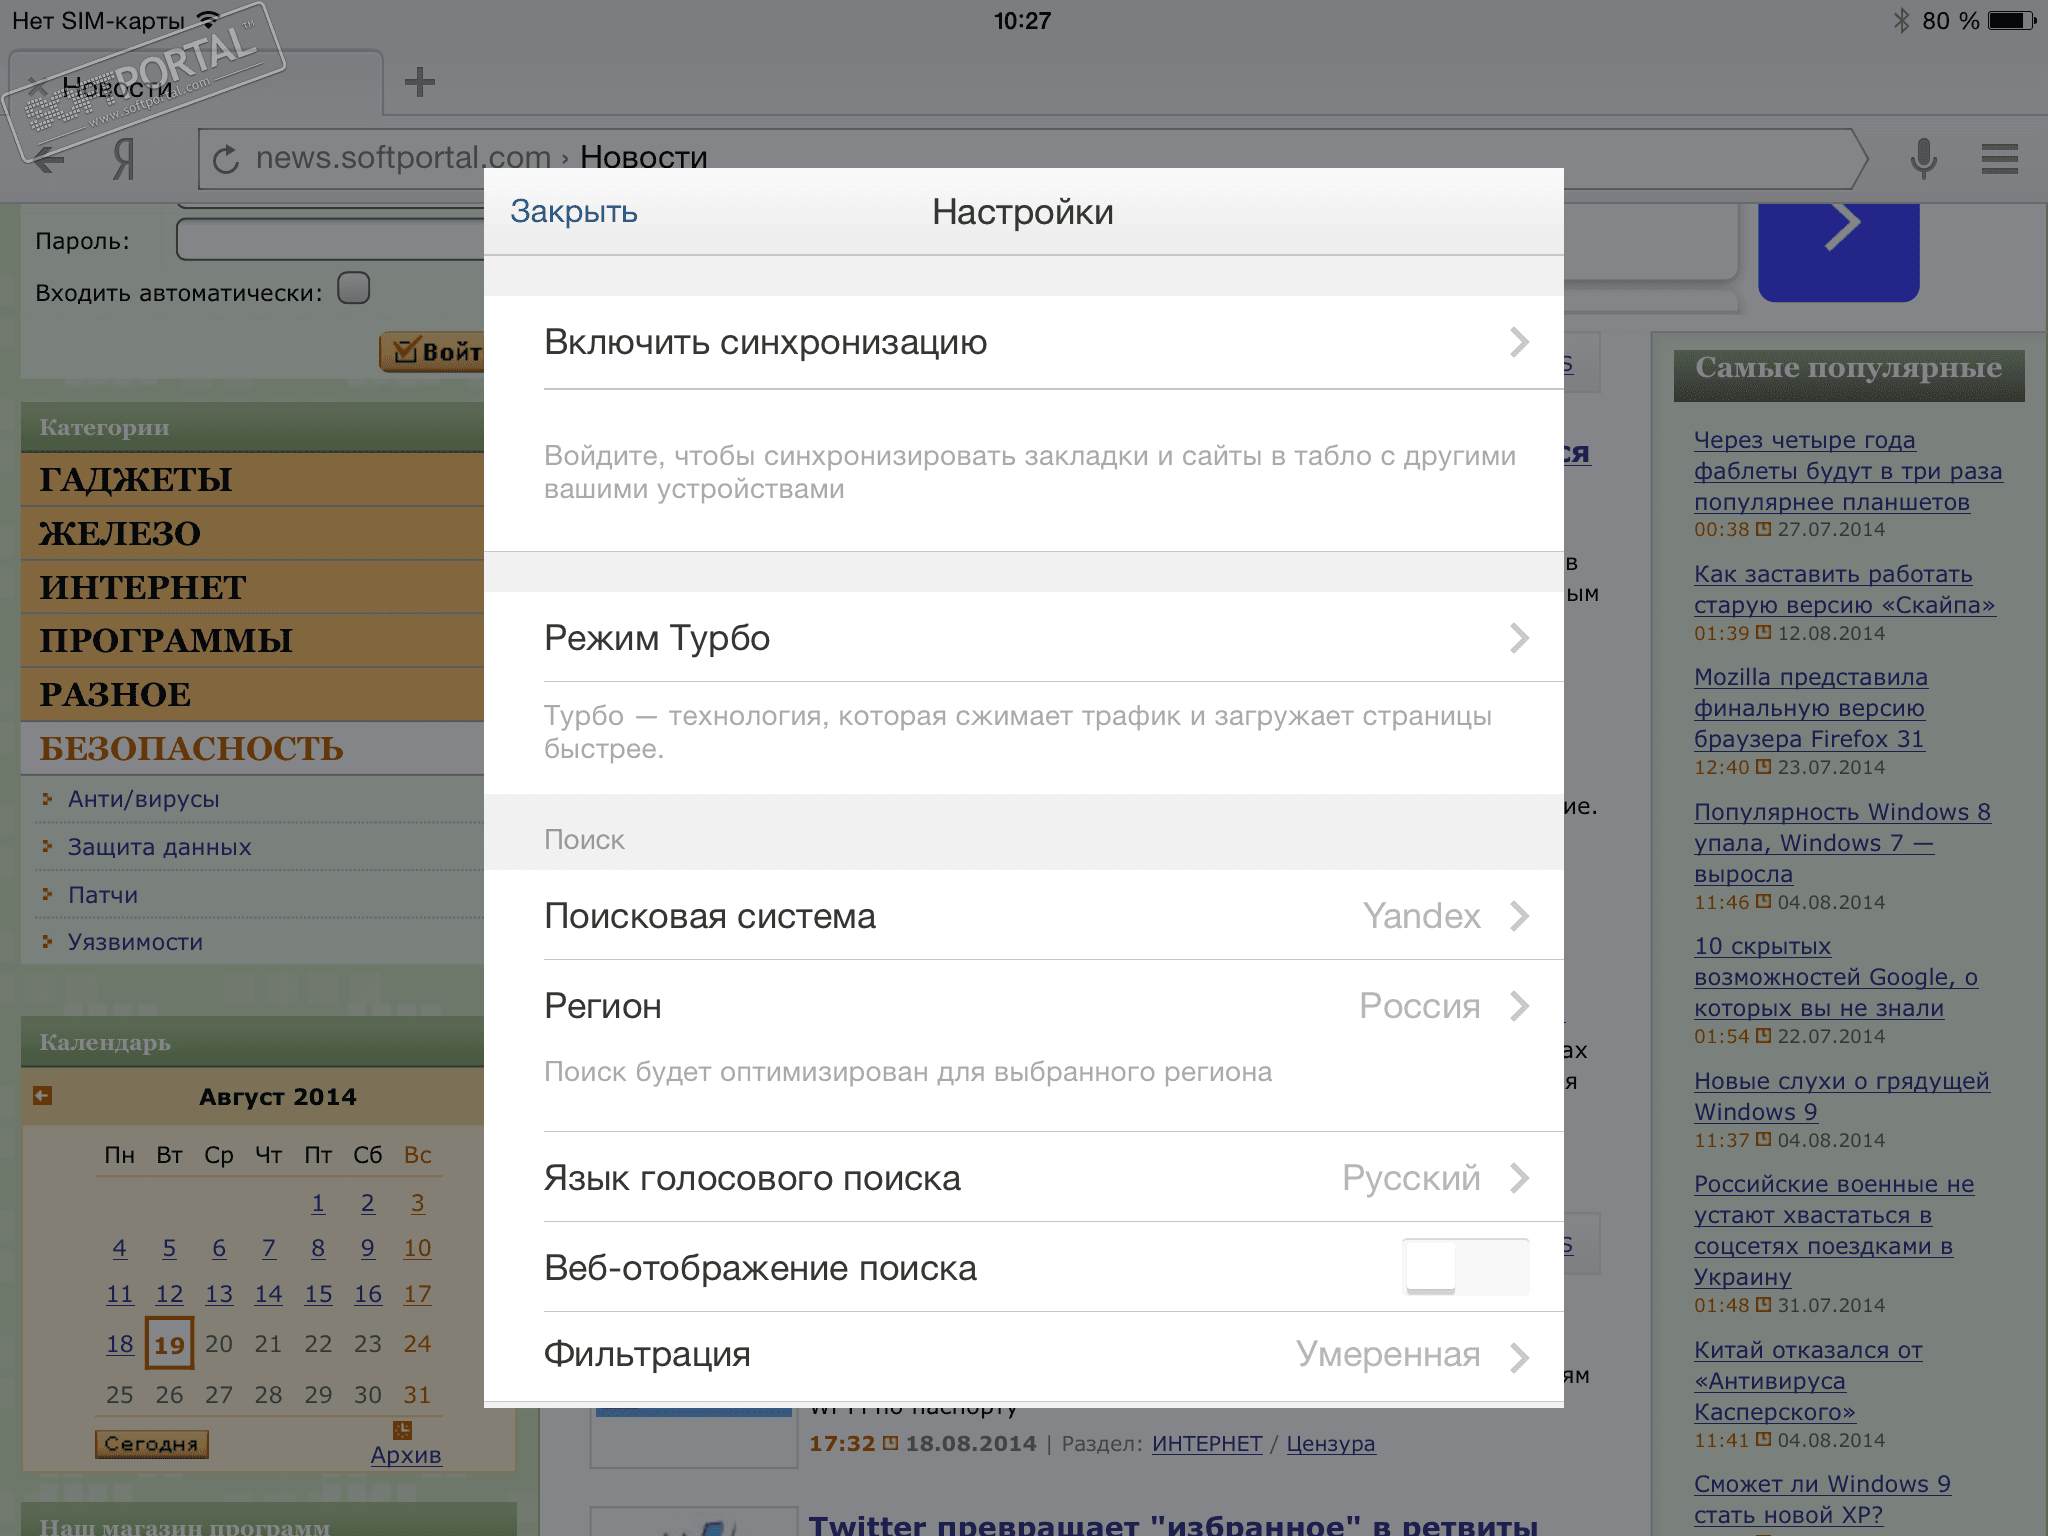 Нет SIM-карты
10:27
80 %
SOFTPORTAL™
www.softportal.com
Новости
Я
news.softportal.com › Новости
Закрыть
Настройки
Включить синхронизацию
Войдите, чтобы синхронизировать закладки и сайты в табло с другими
вашими устройствами
Режим Турбо
Турбо — технология, которая сжимает трафик и загружает страницы
быстрее.
Поиск
Поисковая система Yandex
Регион Россия
Поиск будет оптимизирован для выбранного региона
Язык голосового поиска Русский
Веб-отображение поиска
Фильтрация Умеренная
Пароль:
Входить автоматически:
Войт
Категории
ГАДЖЕТЫ
ЖЕЛЕЗО
ИНТЕРНЕТ
ПРОГРАММЫ
РАЗНОЕ
БЕЗОПАСНОСТЬ
Анти/вирусы
Защита данных
Патчи
Уязвимости
Календарь
Август 2014
Пн Вт Ср Чт Пт Сб Вс
1 2 3
4 5 6 7 8 9 10
11 12 13 14 15 16 17
18 19 20 21 22 23 24
25 26 27 28 29 30 31
Сегодня
Архив
Наш магазин программ
s
ся
в
ым
ие.
ах
я
s
ям
17:32 18.08.2014 | Раздел: ИНТЕРНЕТ / Цензура
Twitter превращает "избранное" в ретвиты
Самые популярные
Через четыре года
фаблеты будут в три раза
популярнее планшетов
00:38 27.07.2014
Как заставить работать
старую версию «Скайпа»
01:39 12.08.2014
Mozilla представила
финальную версию
браузера Firefox 31
12:40 23.07.2014
Популярность Windows 8
упала, Windows 7 —
выросла
11:46 04.08.2014
10 скрытых
возможностей Google, о
которых вы не знали
01:54 22.07.2014
Новые слухи о грядущей
Windows 9
11:37 04.08.2014
Российские военные не
устают хвастаться в
соцсетях поездками в
Украину
01:48 31.07.2014
Китай отказался от
«Антивируса
Касперского»
11:41 04.08.2014
Сможет ли Windows 9
стать новой XP?